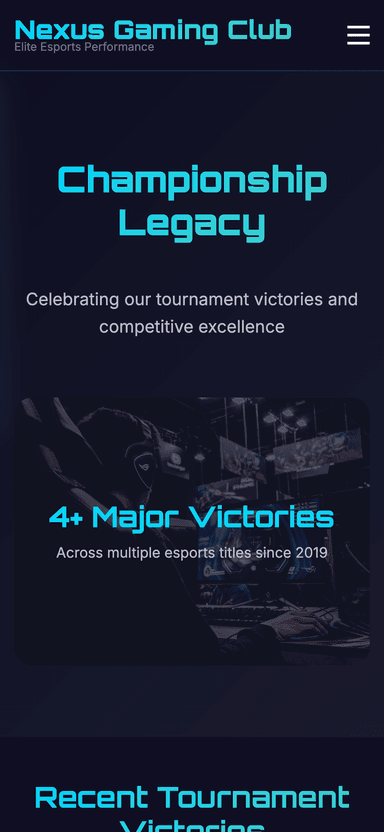 Nexus Gaming Club
Elite Esports Performance
Championship
Legacy
Celebrating our tournament victories and
competitive excellence
4+ Major Victories
Across multiple esports titles since 2019
Recent Tournament
Victories